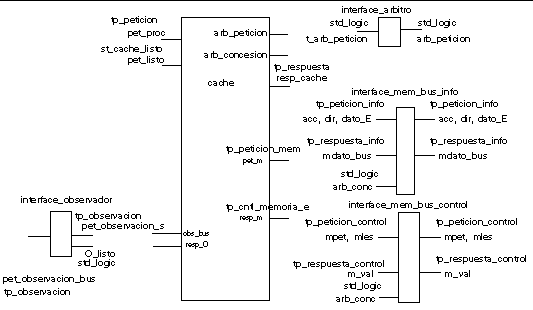 interface_arbitro
tp_peticion
pet_proc
st_cache_listo
pet_listo
arb_peticion
arb_concesion
cache
tp_respuesta
resp_cache
std_logic
t_arb_peticion
std_logic
arb_peticion
interface_mem_bus_info
tp_peticion_info
acc, dir, dato_E
tp_peticion_info
acc, dir, dato_E
tp_respuesta_info
mdato_bus
tp_respuesta_info
mdato_bus
std_logic
arb_conc
tp_peticion_mem
pet_m
tp_cntl_memoria_e
resp_m
interface_mem_bus_control
tp_peticion_control
mpet, mles
tp_peticion_control
mpet, mles
tp_respuesta_control
m_val
tp_respuesta_control
m_val
std_logic
arb_conc
interface_observador
tp_observacion
pet_observacion_s
obs_bus
resp_O
O_listo
std_logic
pet_observacion_bus
tp_observacion